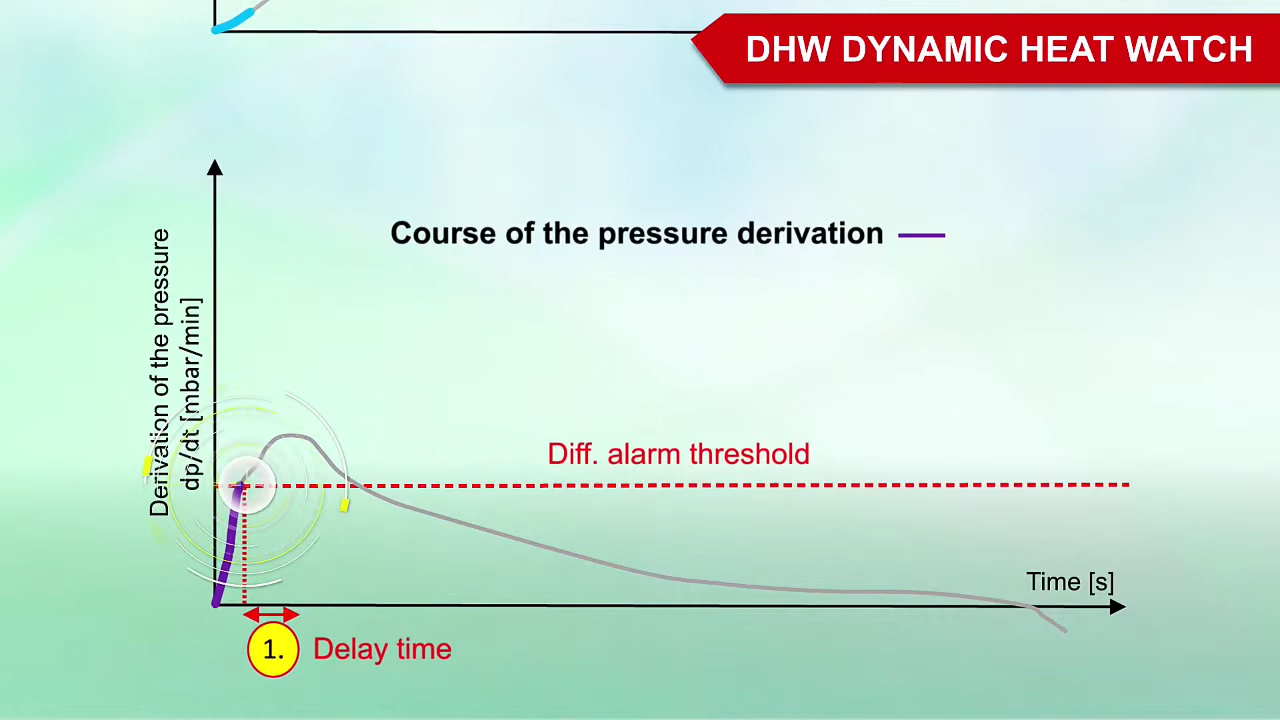 DHW DYNAMIC HEAT WATCH
Course of the pressure derivation
Derivation of the pressure
dp/dt [mbar/min]
Diff. alarm threshold
Time [s]
1.
Delay time